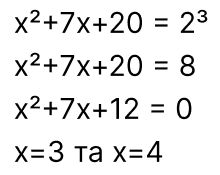 x²+7x+20 = 2³
x²+7x+20 = 8
x²+7x+12 = 0
x=3 та x=4